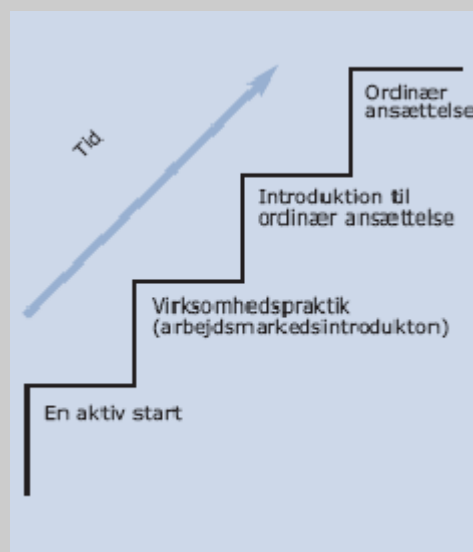 Tid
Ordinær
ansættelse
Introduktion til
ordinær ansættelse
Virksomhedspraktik
(arbejdsmarkedsintrodukton)
En aktiv start